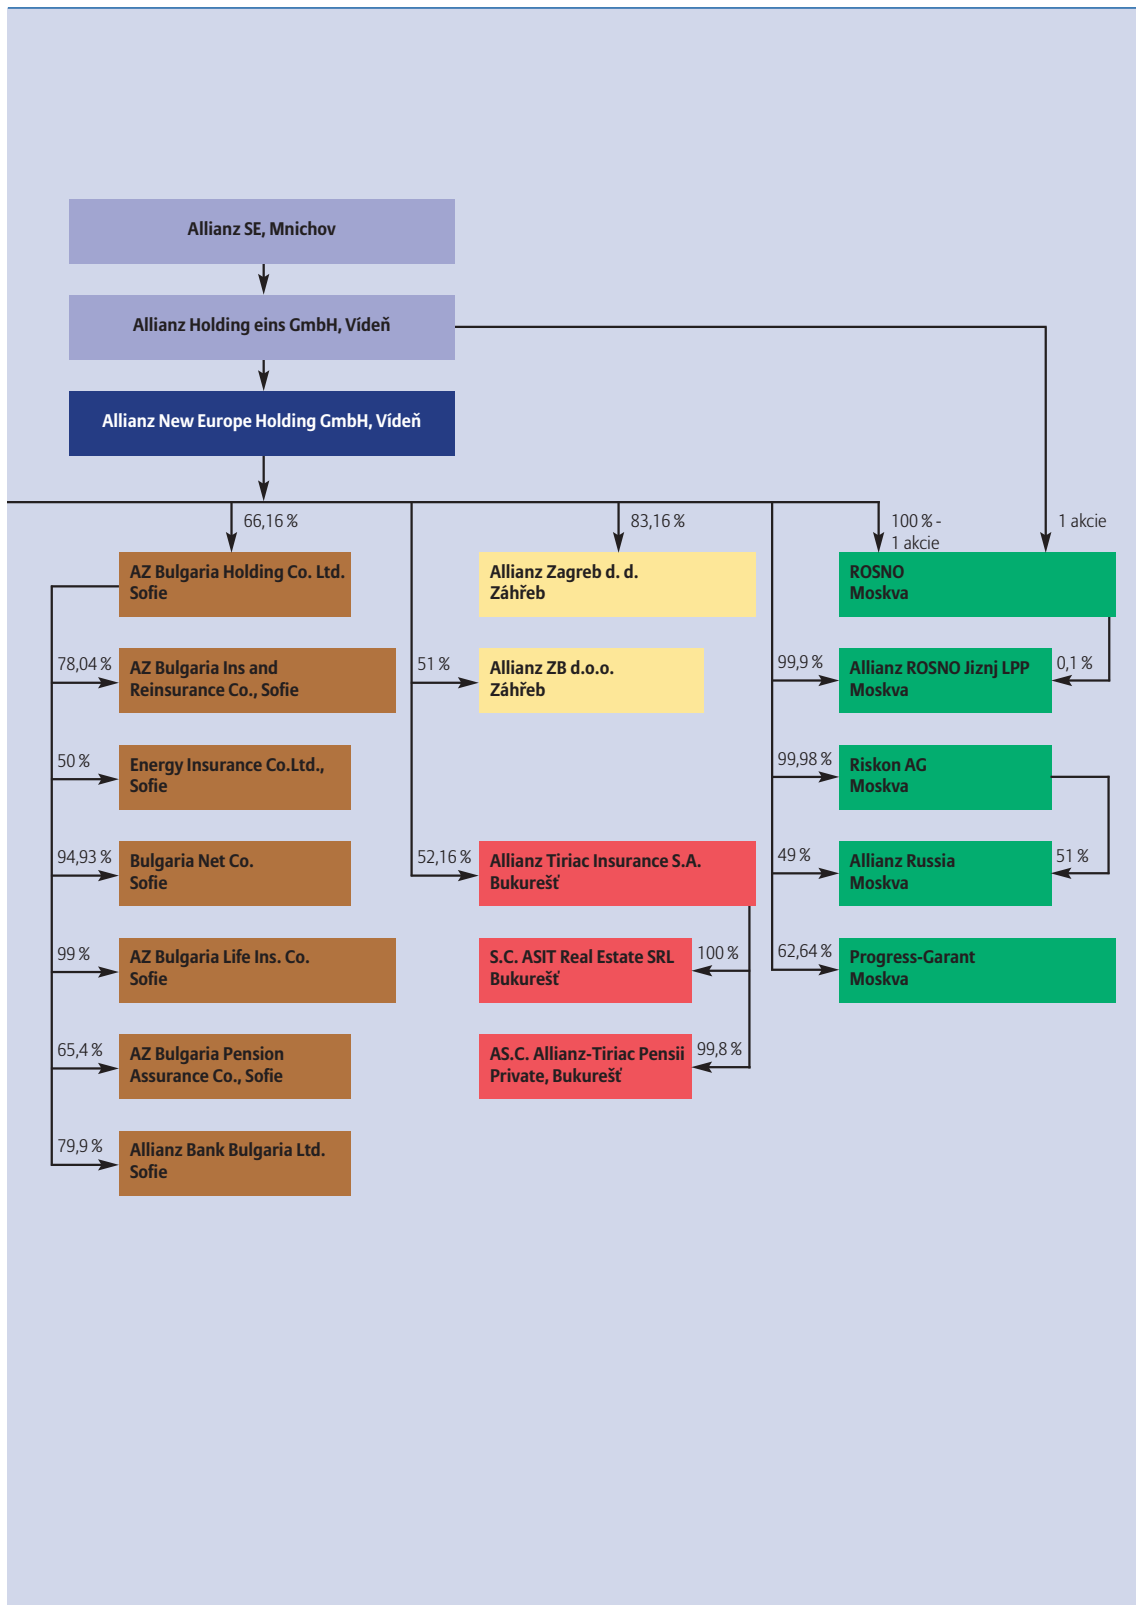 Allianz SE, Mnichov
Allianz Holding eins GmbH, Vídeň
Allianz New Europe Holding GmbH, Vídeň
66,16 %
83,16 %
100 % -
1 akcie
1 akcie
AZ Bulgaria Holding Co. Ltd.
Sofie
Allianz Zagreb d. d.
Záhřeb
ROSNO
Moskva
78,04 %
AZ Bulgaria Ins and
Reinsurance Co., Sofie
51 %
Allianz ZB d.o.o.
Záhřeb
99,9 %
Allianz ROSNO Jiznj LPP
Moskva
0,1 %
50 %
Energy Insurance Co.Ltd.,
Sofie
99,98 %
Riskon AG
Moskva
94,93 %
Bulgaria Net Co.
Sofie
52,16 %
Allianz Tiriac Insurance S.A.
Bukurešť
49 %
Allianz Russia
Moskva
51 %
99 %
AZ Bulgaria Life Ins. Co.
Sofie
S.C. ASIT Real Estate SRL
Bukurešť
100 %
62,64 %
Progress-Garant
Moskva
65,4 %
AZ Bulgaria Pension
Assurance Co., Sofie
AS.C. Allianz-Tiriac Pensii
Private, Bukurešť
99,8 %
79,9 %
Allianz Bank Bulgaria Ltd.
Sofie